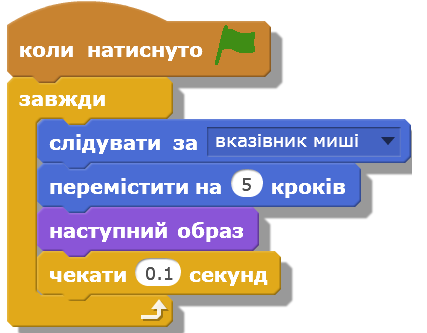 коли натиснуто
завжди
слідувати за вказівник миші
перемістити на 5 кроків
наступний образ
чекати 0.1 секунд